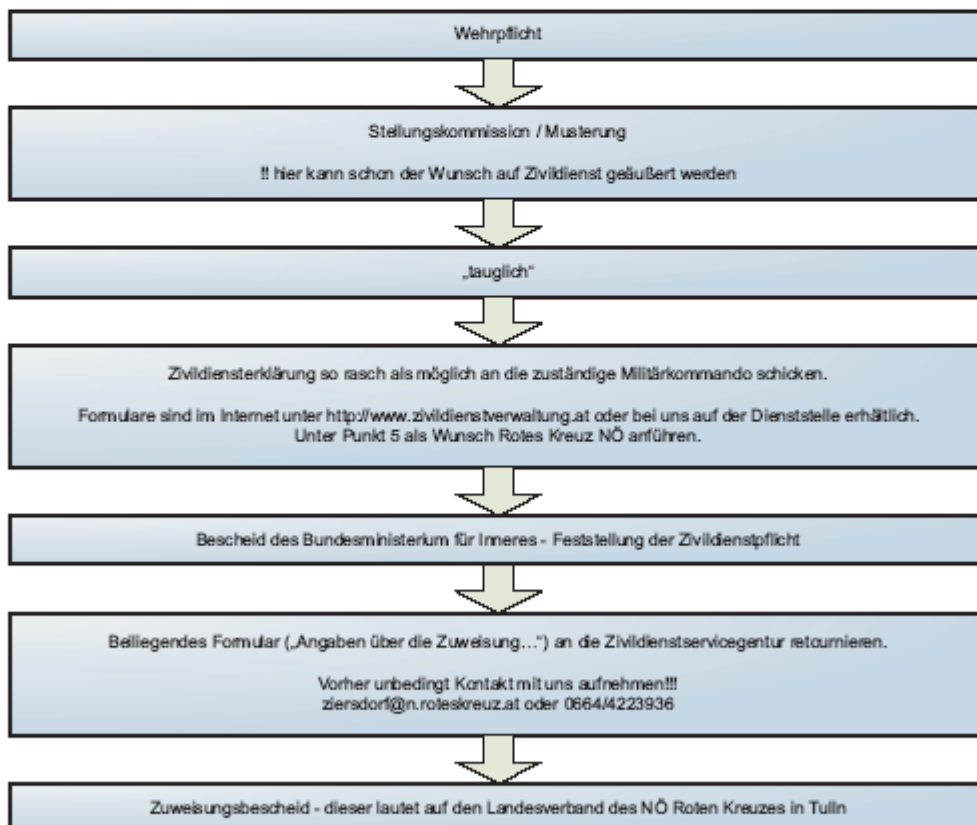 Wehrpflicht
Stellungskommission / Musterung
!! hier kann schon der Wunsch auf Zivildienst geäußert werden
„tauglich“
Zivildiensterklärung so rasch als möglich an die zuständige Militärkommando schicken.
Formulare sind im Internet unter http://www.zivildienstverwaltung.at oder bei uns auf der Dienststelle erhältlich.
Unter Punkt 5 als Wunsch Rotes Kreuz NÖ anführen.
Bescheid des Bundesministerium für Inneres - Feststellung der Zivildienstpflicht
Beiliegendes Formular („Angaben über die Zuweisung...“) an die Zivildienstservicegentur retournieren.
Vorher unbedingt Kontakt mit uns aufnehmen!!!
ziersdorf@n.roteskreuz.at oder 0664/4223936
Zuweisungsbescheid - dieser lautet auf den Landesverband des NÖ Roten Kreuzes in Tulln